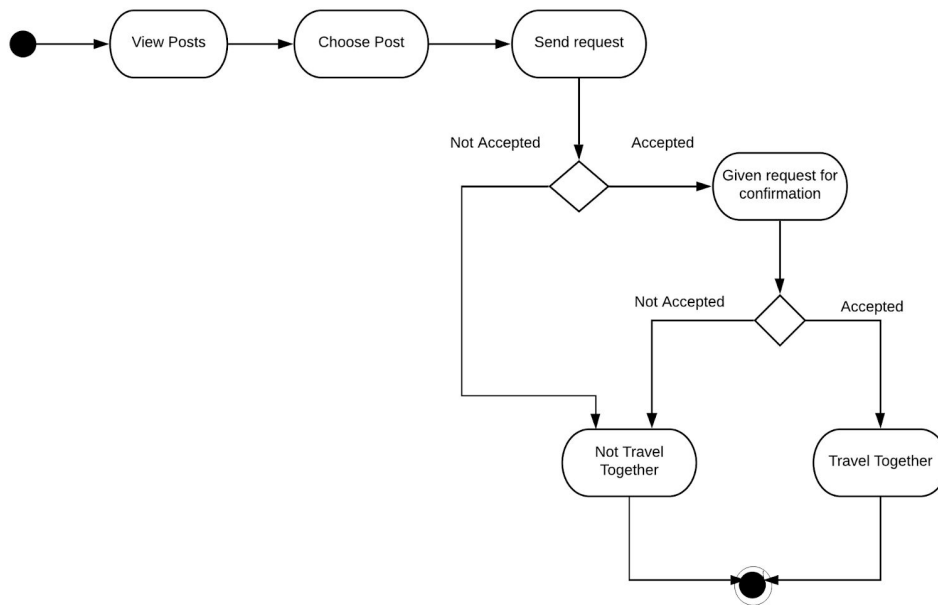 View Posts
Choose Post
Send request
Not Accepted
Accepted
Given request for
confirmation
Not Accepted
Accepted
Not Travel
Together
Travel Together